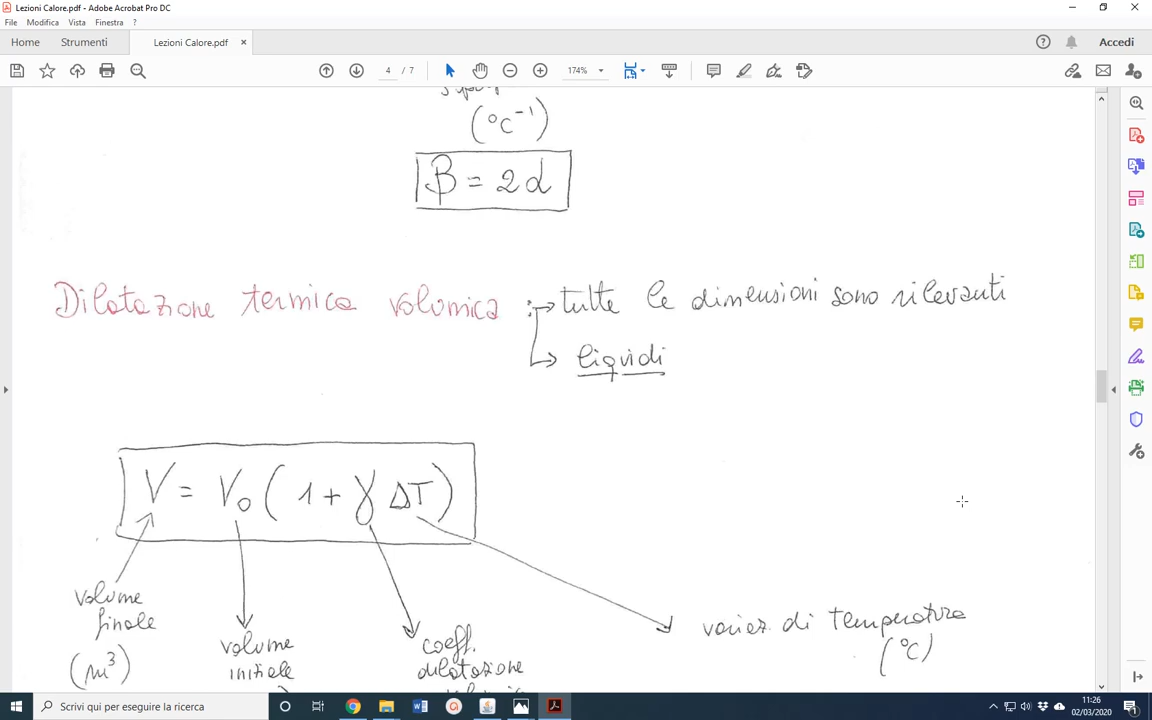 Lezioni Calore.pdf - Adobe Acrobat Pro DC
File Modifica Vista Finestra ?
Home Strumenti Lezioni Calore.pdf × Accedi
4 / 7 174%
(°C⁻¹)
β = 2α
Dilatazione termica volumica : → tutte le dimensioni sono rilevanti
→ liquidi
V = V₀ ( 1 + γ ΔT )
volume
finale
(m³)
volume
iniziale
coeff.
dilatazione
variaz. di temperatura
(°C)
Scrivi qui per eseguire la ricerca
11:26
02/03/2020